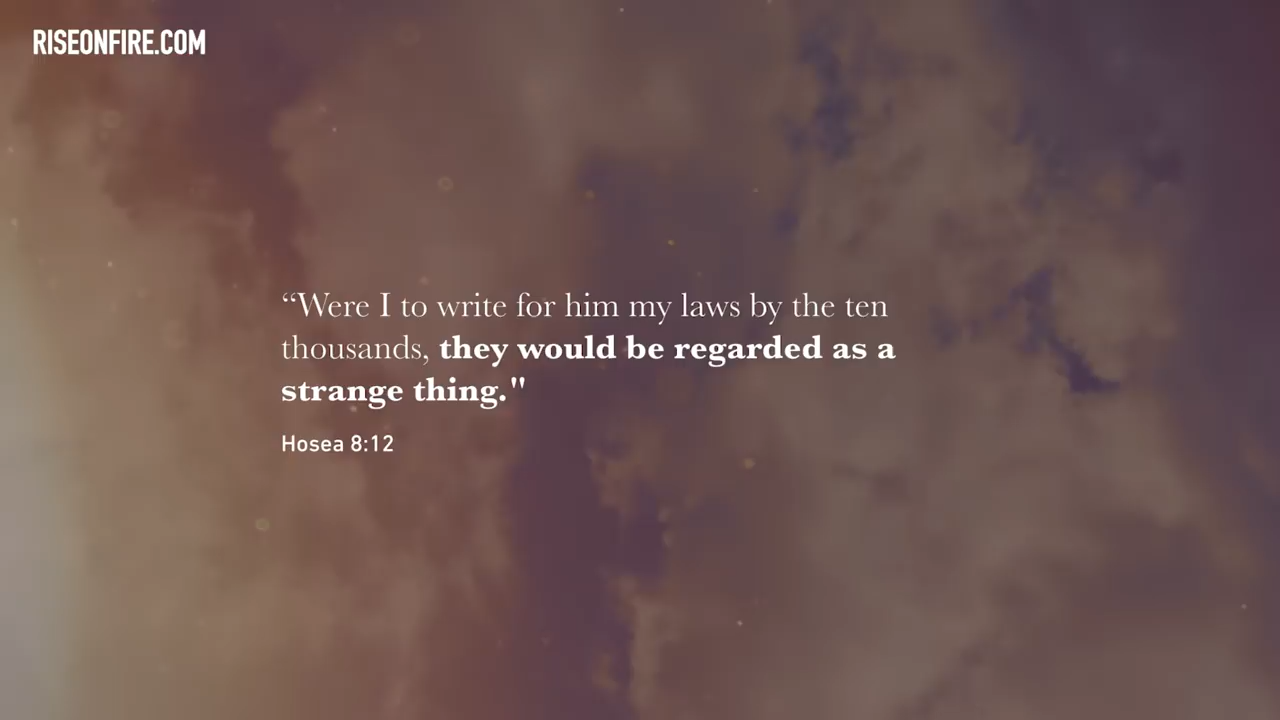 RISEONFIRE.COM
“Were I to write for him my laws by the ten
thousands, they would be regarded as a
strange thing."
Hosea 8:12